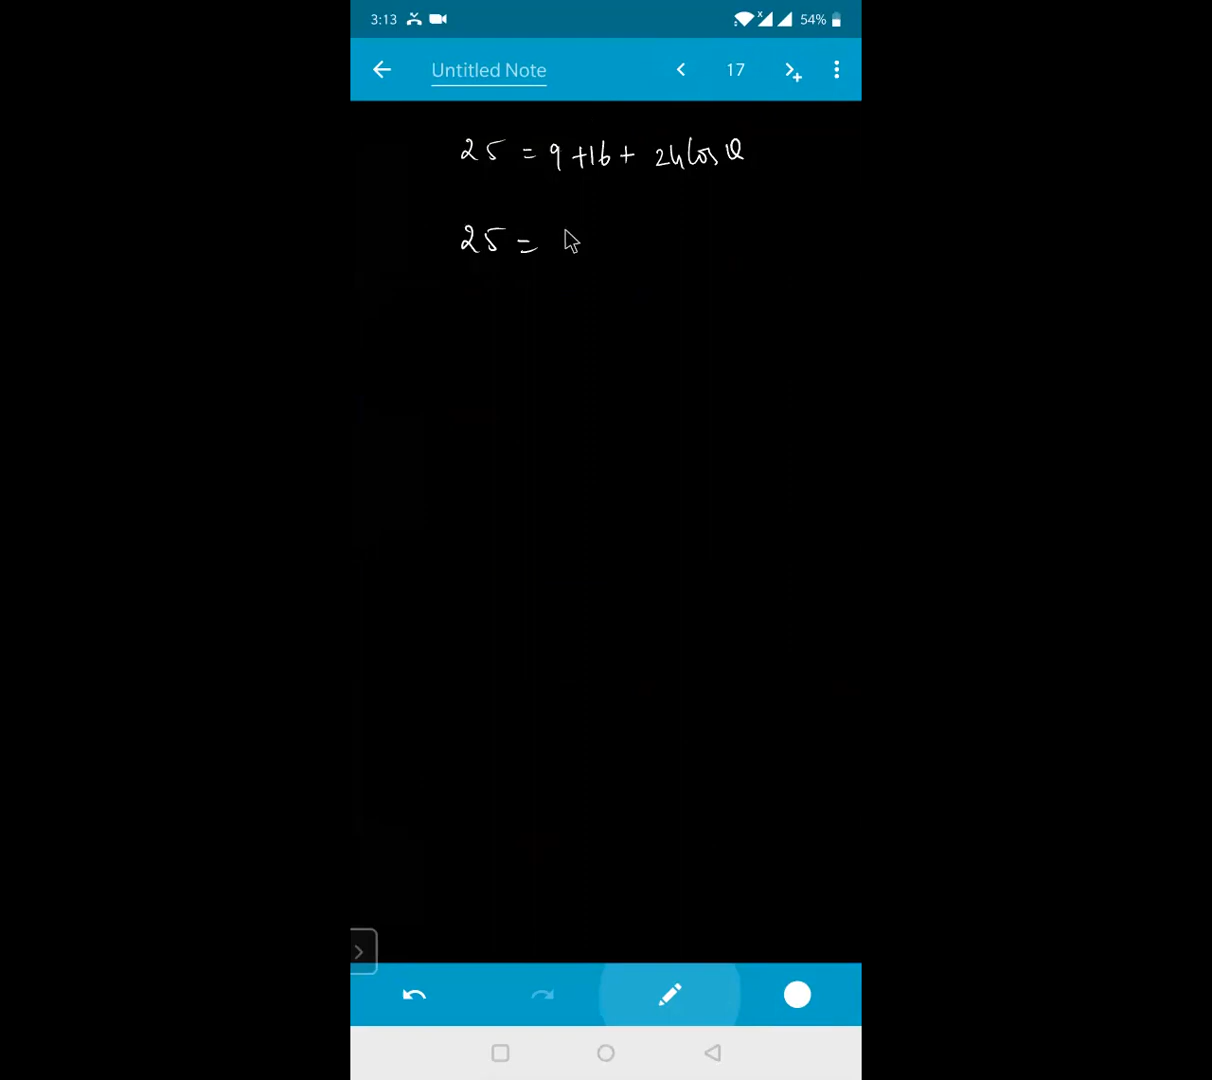 3:13 54%
Untitled Note 17
25 = 9 +16 + 24 cos θ
25 =